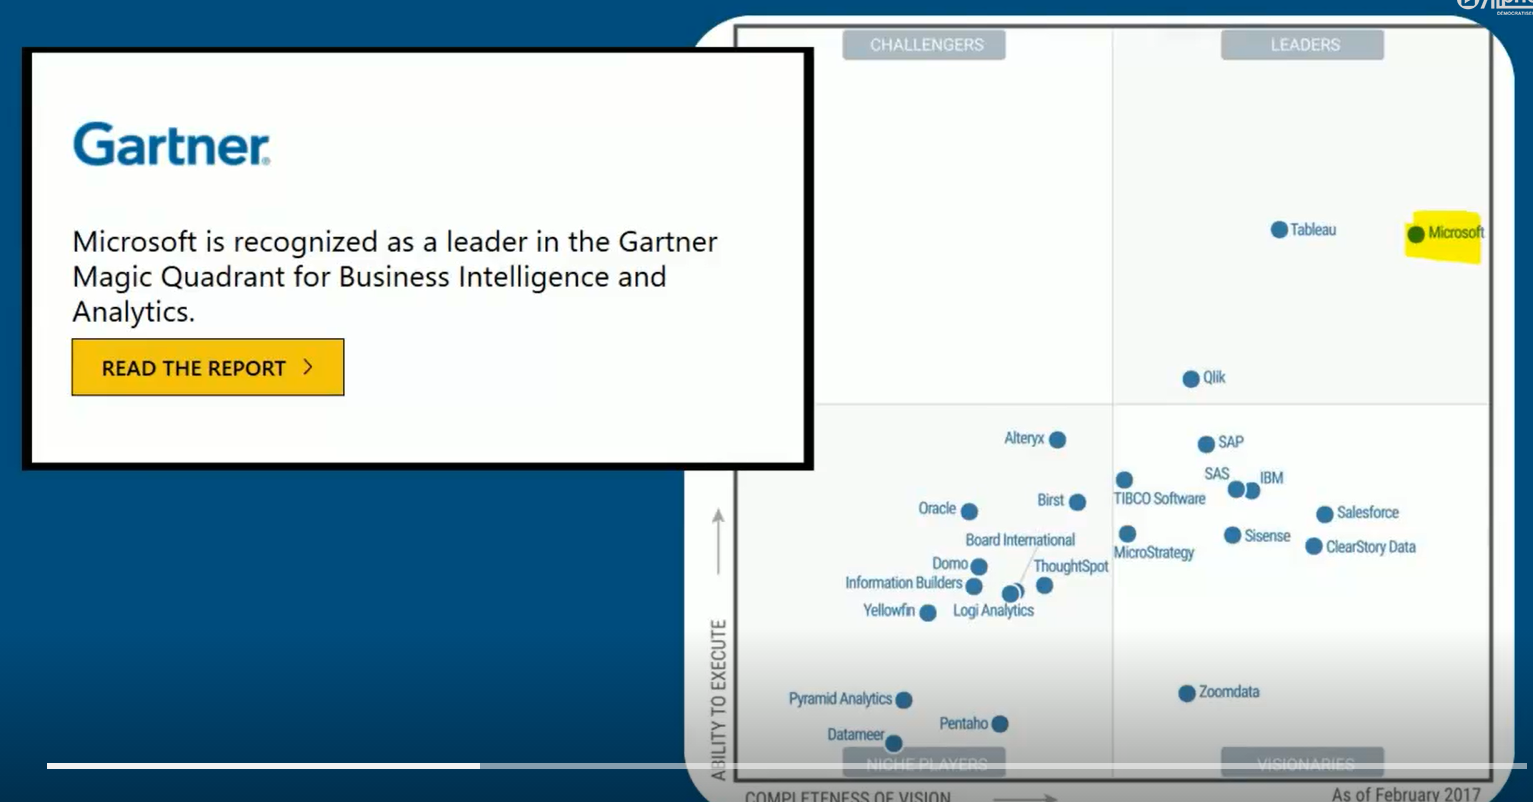 Gartner®
Microsoft is recognized as a leader in the Gartner
Magic Quadrant for Business Intelligence and
Analytics.
READ THE REPORT >
CHALLENGERS
LEADERS
Tableau
Microsoft
Qlik
Alteryx
SAP
SAS
IBM
TIBCO Software
Birst
Oracle
Salesforce
Board International
Sisense
MicroStrategy
ClearStory Data
Domo
ThoughtSpot
Information Builders
Yellowfin
Logi Analytics
Pyramid Analytics
Zoomdata
Pentaho
Datameer
NICHE PLAYERS
VISIONARIES
ABILITY TO EXECUTE
COMPLETENESS OF VISION
As of February 2017